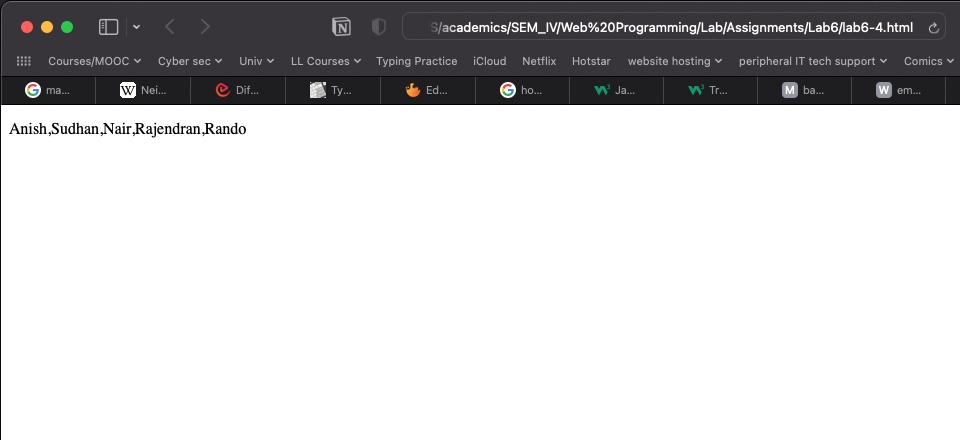 S/academics/SEM_IV/Web%20Programming/Lab/Assignments/Lab6/lab6-4.html
Courses/MOOC Cyber sec Univ LL Courses Typing Practice iCloud Netflix Hotstar website hosting peripheral IT tech support Comics
G ma... W Nei... Dif... Ty... Ed... G ho... W3 Ja... W3 Tr... M ba... W em...
Anish,Sudhan,Nair,Rajendran,Rando